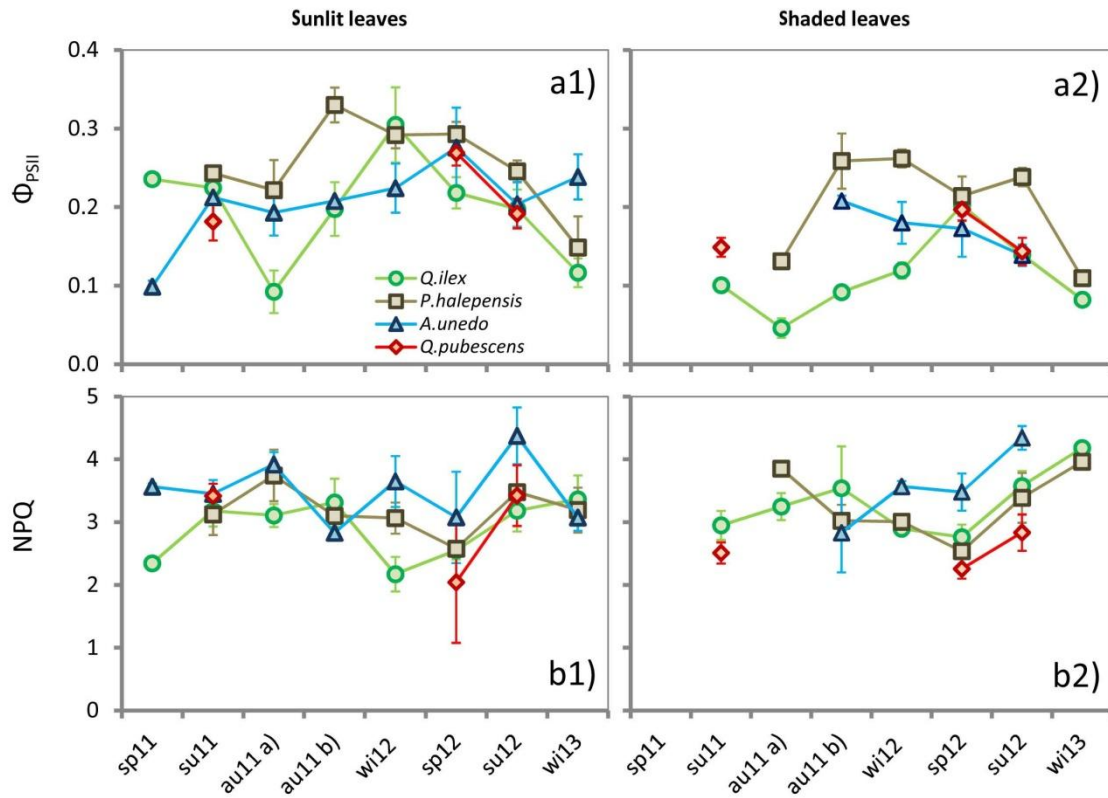 Sunlit leaves
Shaded leaves
0.4
0.3
0.2
0.1
0.0
Φ_PSII
a1)
a2)
Q.ilex
P.halepensis
A.unedo
Q.pubescens
5
4
3
2
1
0
NPQ
b1)
b2)
sp11
su11
au11 a)
au11 b)
wi12
sp12
su12
wi13
sp11
su11
au11 a)
au11 b)
wi12
sp12
su12
wi13